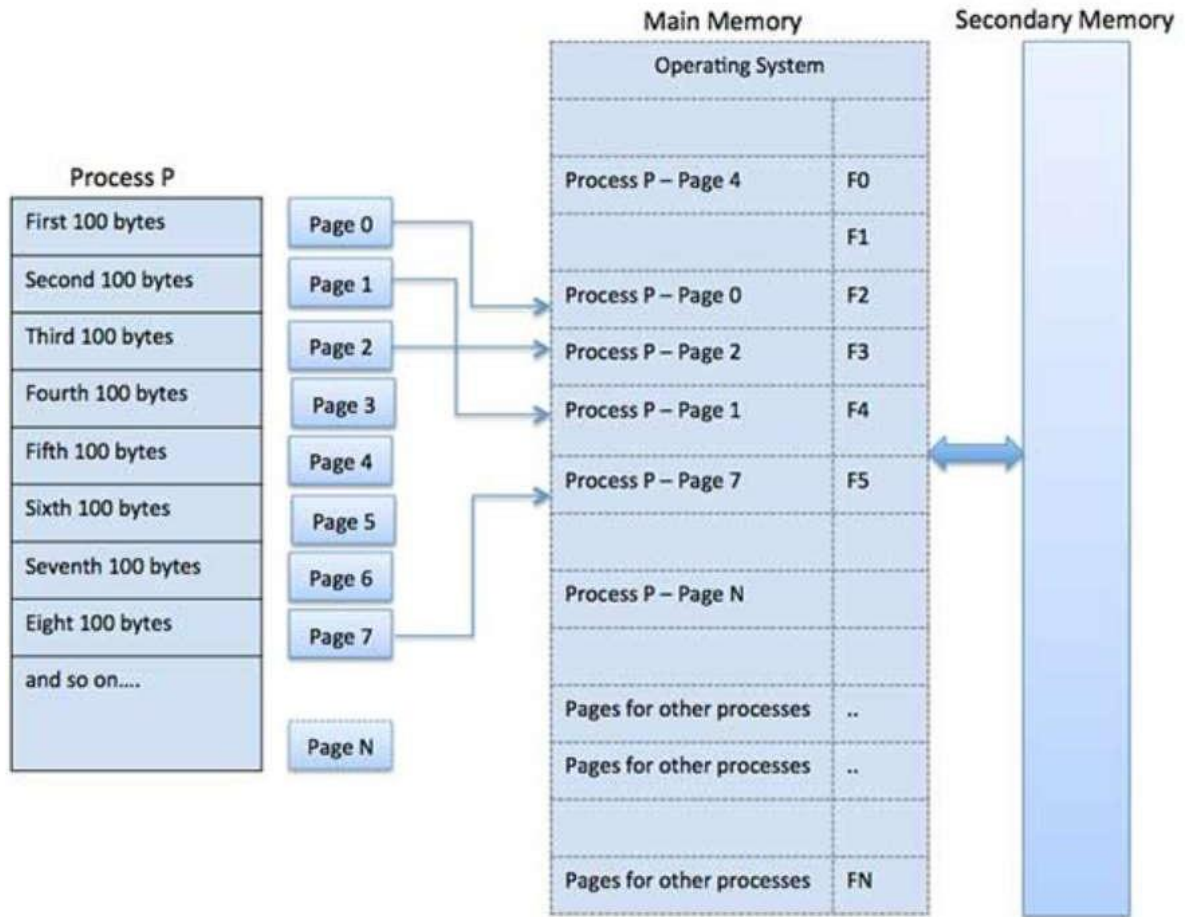 Main Memory
Secondary Memory
Operating System
Process P
First 100 bytes
Second 100 bytes
Third 100 bytes
Fourth 100 bytes
Fifth 100 bytes
Sixth 100 bytes
Seventh 100 bytes
Eight 100 bytes
and so on....
Page 0
Page 1
Page 2
Page 3
Page 4
Page 5
Page 6
Page 7
Page N
Process P – Page 4 F0
F1
Process P – Page 0 F2
Process P – Page 2 F3
Process P – Page 1 F4
Process P – Page 7 F5
Process P – Page N
Pages for other processes ..
Pages for other processes ..
Pages for other processes FN